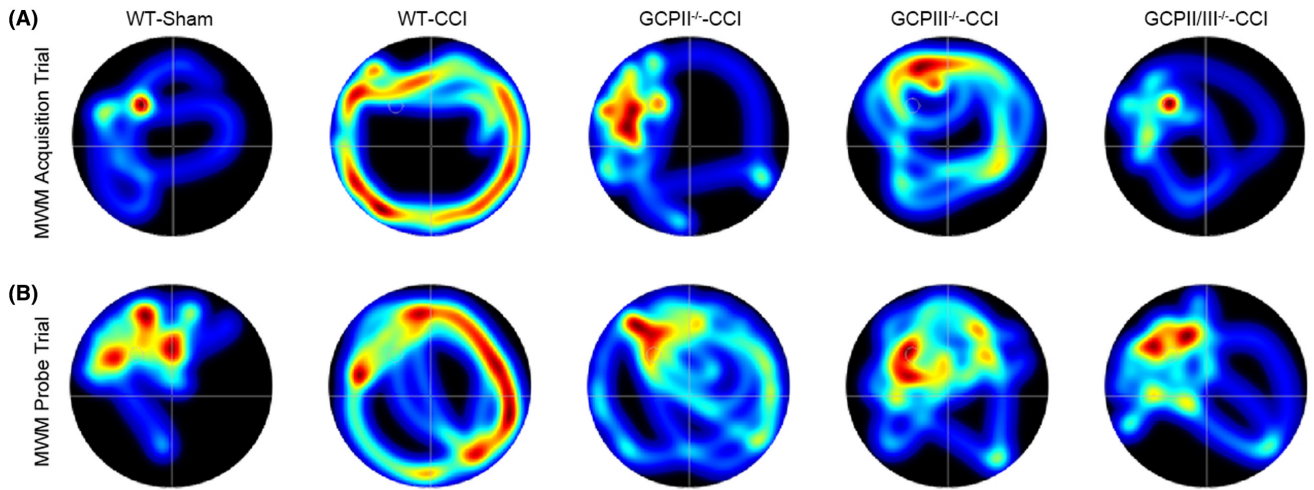 (A) WT-Sham WT-CCI GCPII⁻/⁻-CCI GCPIII⁻/⁻-CCI GCPII/III⁻/⁻-CCI
MWM Acquisition Trial
(B)
MWM Probe Trial